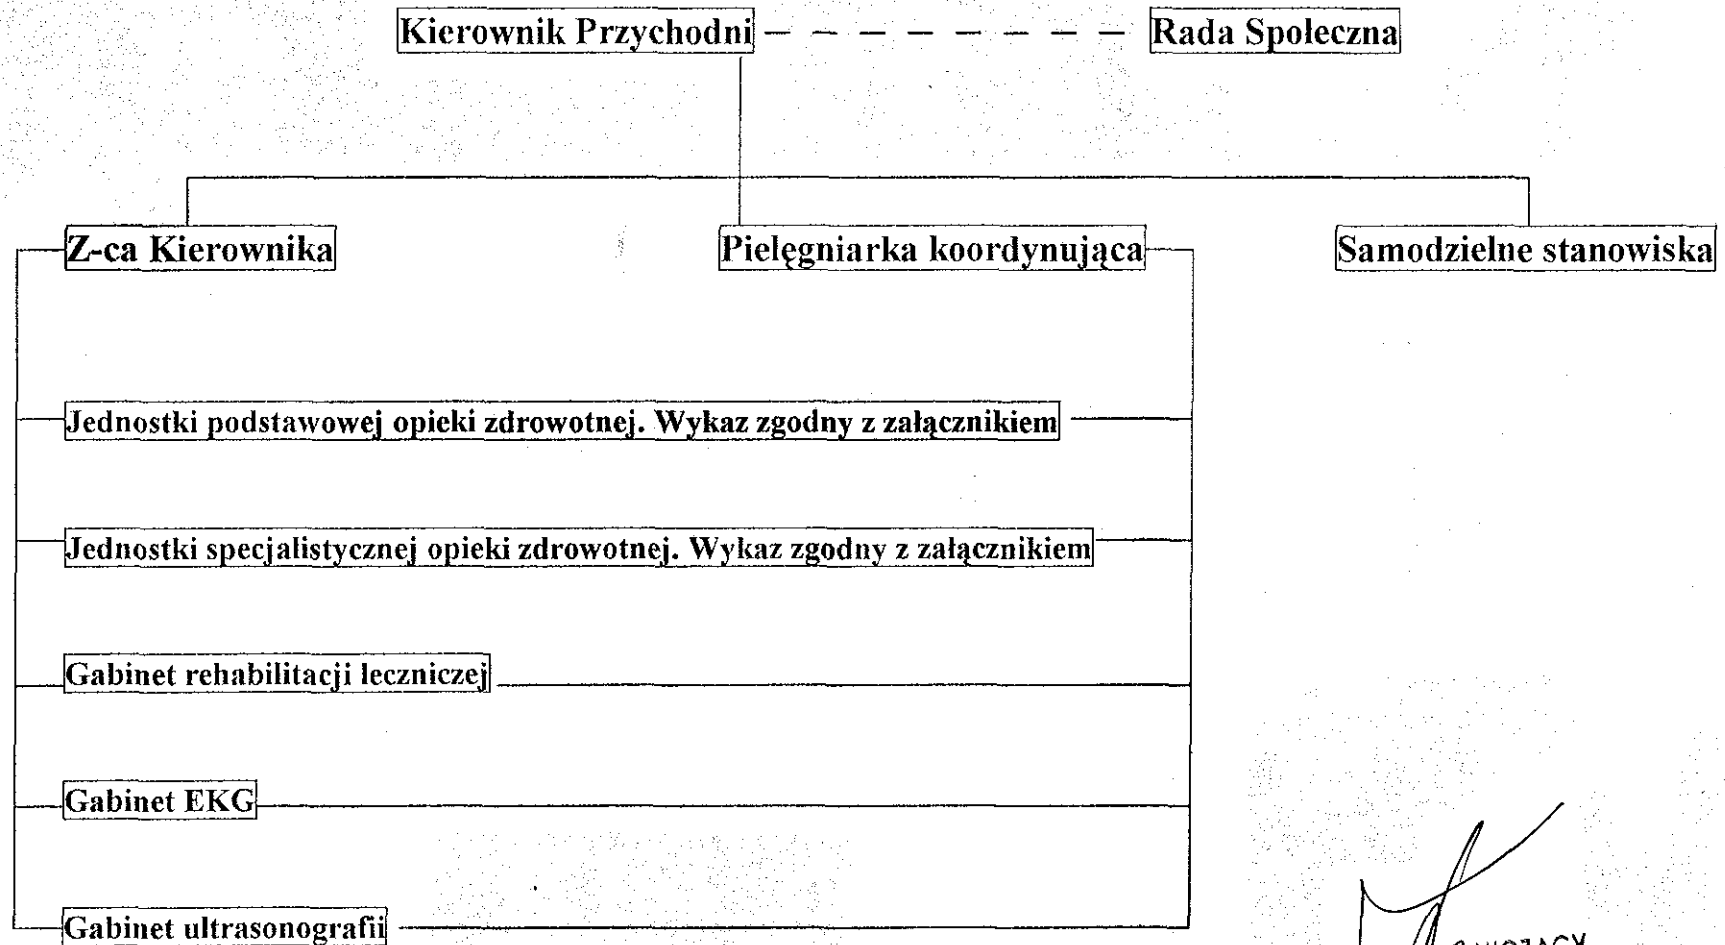 Kierownik Przychodni
Rada Społeczna
Z-ca Kierownika
Pielęgniarka koordynująca
Samodzielne stanowiska
Jednostki podstawowej opieki zdrowotnej. Wykaz zgodny z załącznikiem
Jednostki specjalistycznej opieki zdrowotnej. Wykaz zgodny z załącznikiem
Gabinet rehabilitacji leczniczej
Gabinet EKG
Gabinet ultrasonografii